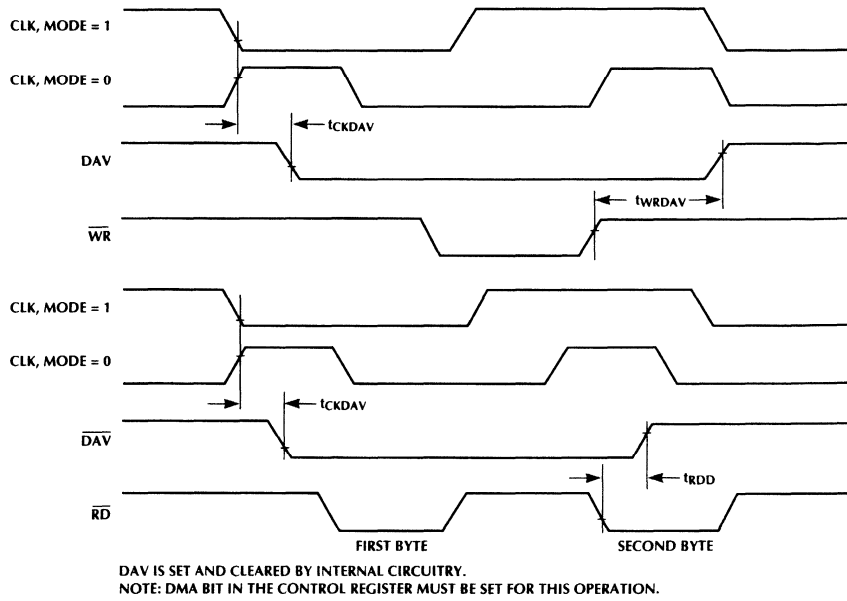 CLK, MODE = 1
CLK, MODE = 0
tCKDAV
DAV
tWRDAV
WR
CLK, MODE = 1
CLK, MODE = 0
tCKDAV
DAV
tRDD
RD
FIRST BYTE SECOND BYTE
DAV IS SET AND CLEARED BY INTERNAL CIRCUITRY.
NOTE: DMA BIT IN THE CONTROL REGISTER MUST BE SET FOR THIS OPERATION.